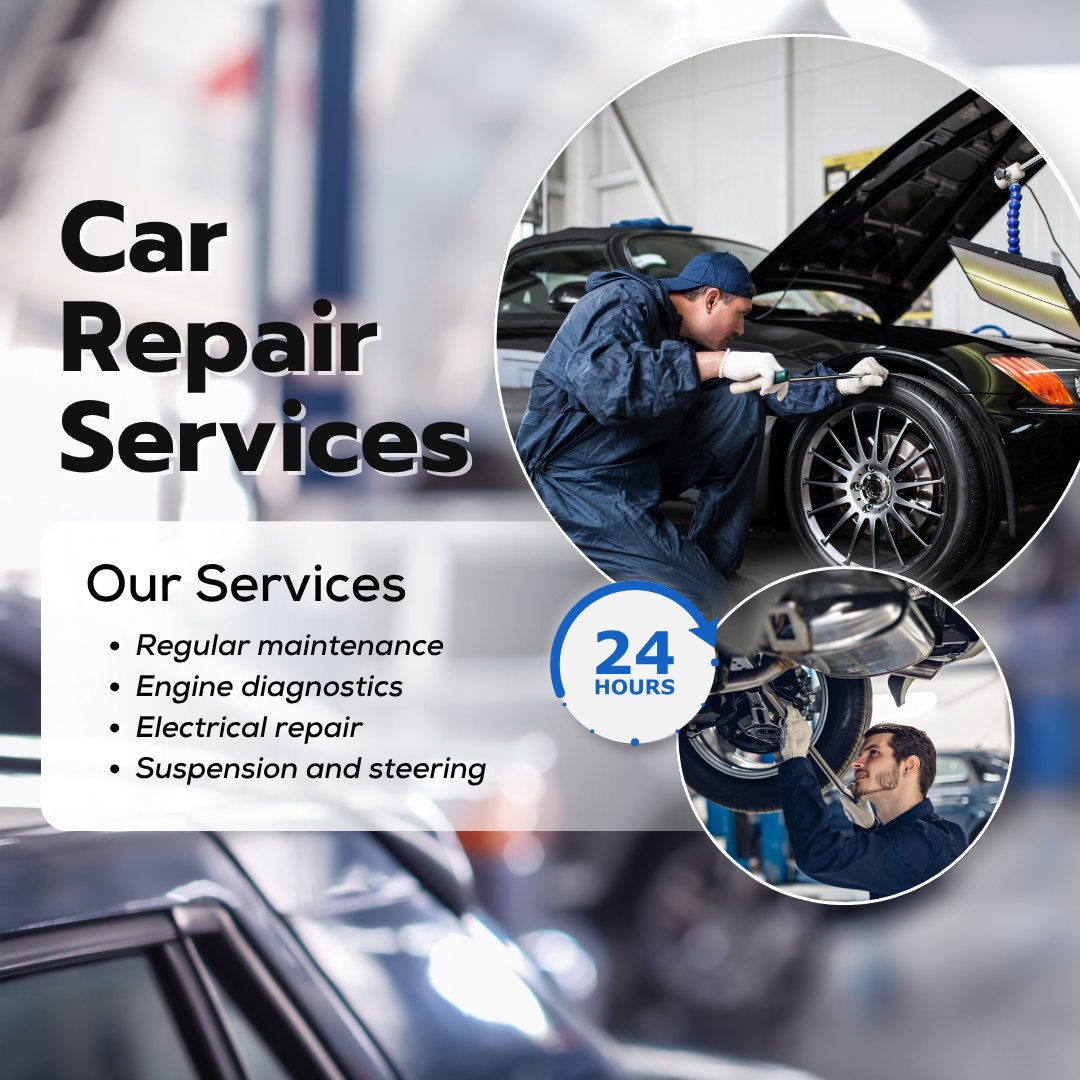 Car
Repair
Services
Our Services
Regular maintenance
Engine diagnostics
Electrical repair
Suspension and steering
24
HOURS